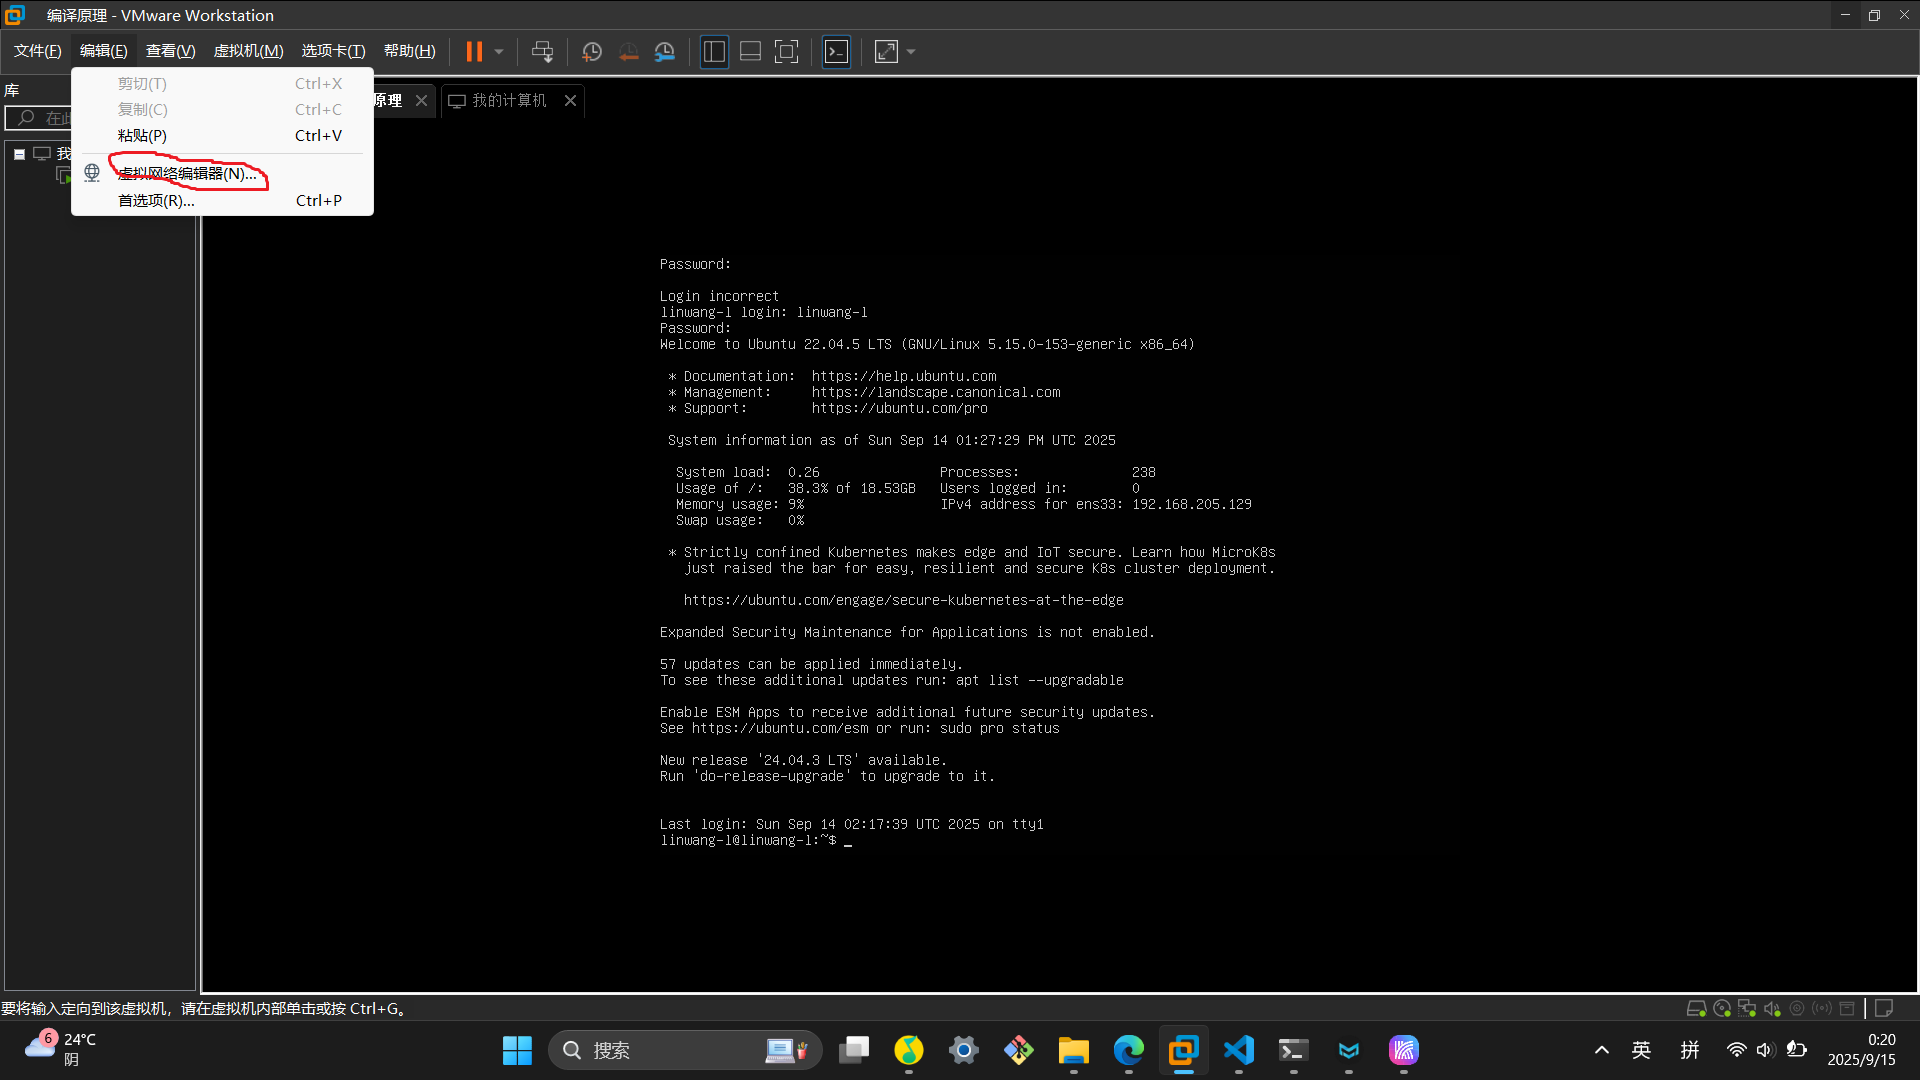 编译原理 - VMware Workstation
文件(F) 编辑(E) 查看(V) 虚拟机(M) 选项卡(T) 帮助(H)
库
在此
我
剪切(T) Ctrl+X
复制(C) Ctrl+C
粘贴(P) Ctrl+V
虚拟网络编辑器(N)...
首选项(R)... Ctrl+P
原理
我的计算机
Password:
Login incorrect
linwang-l login: linwang-l
Password:
Welcome to Ubuntu 22.04.5 LTS (GNU/Linux 5.15.0-153-generic x86_64)
* Documentation: https://help.ubuntu.com
* Management: https://landscape.canonical.com
* Support: https://ubuntu.com/pro
System information as of Sun Sep 14 01:27:29 PM UTC 2025
System load: 0.26 Processes: 238
Usage of /: 38.3% of 18.53GB Users logged in: 0
Memory usage: 9% IPv4 address for ens33: 192.168.205.129
Swap usage: 0%
* Strictly confined Kubernetes makes edge and IoT secure. Learn how MicroK8s
just raised the bar for easy, resilient and secure K8s cluster deployment.
https://ubuntu.com/engage/secure-kubernetes-at-the-edge
Expanded Security Maintenance for Applications is not enabled.
57 updates can be applied immediately.
To see these additional updates run: apt list --upgradable
Enable ESM Apps to receive additional future security updates.
See https://ubuntu.com/esm or run: sudo pro status
New release '24.04.3 LTS' available.
Run 'do-release-upgrade' to upgrade to it.
Last login: Sun Sep 14 02:17:39 UTC 2025 on tty1
linwang-l@linwang-l:~$ _
要将输入定向到该虚拟机，请在虚拟机内部单击或按 Ctrl+G。
6
24°C
阴
搜索
英
拼
0:20
2025/9/15